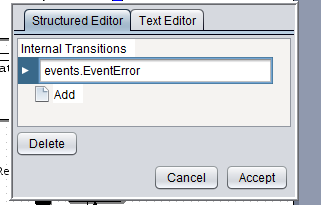 Structured Editor Text Editor
Internal Transitions
events.EventError
Add
Delete
Cancel Accept